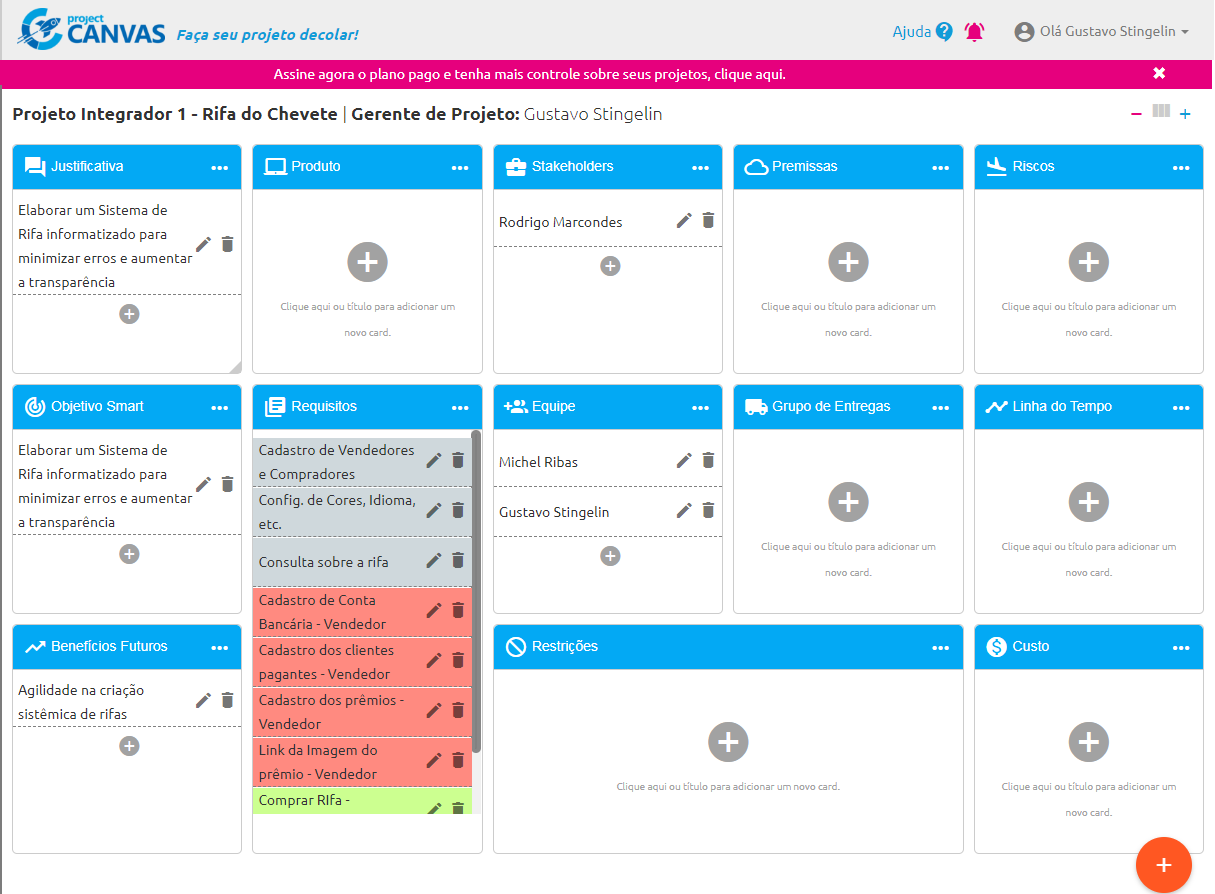 project
CANVAS
Faça seu projeto decolar!
Ajuda
Olá Gustavo Stingelin
Assine agora o plano pago e tenha mais controle sobre seus projetos, clique aqui.
Projeto Integrador 1 - Rifa do Chevete | Gerente de Projeto: Gustavo Stingelin
Justificativa
Elaborar um Sistema de
Rifa informatizado para
minimizar erros e aumentar
a transparência
Produto
Clique aqui ou título para adicionar um
novo card.
Stakeholders
Rodrigo Marcondes
Premissas
Clique aqui ou título para adicionar um
novo card.
Riscos
Clique aqui ou título para adicionar um
novo card.
Objetivo Smart
Elaborar um Sistema de
Rifa informatizado para
minimizar erros e aumentar
a transparência
Requisitos
Cadastro de Vendedores
e Compradores
Config. de Cores, Idioma,
etc.
Consulta sobre a rifa
Cadastro de Conta
Bancária - Vendedor
Cadastro dos clientes
pagantes - Vendedor
Cadastro dos prêmios -
Vendedor
Link da Imagem do
prêmio - Vendedor
Comprar RIfa -
Equipe
Michel Ribas
Gustavo Stingelin
Grupo de Entregas
Clique aqui ou título para adicionar um
novo card.
Linha do Tempo
Clique aqui ou título para adicionar um
novo card.
Benefícios Futuros
Agilidade na criação
sistêmica de rifas
Restrições
Clique aqui ou título para adicionar um novo card.
Custo
Clique aqui ou título para adicionar um
novo card.